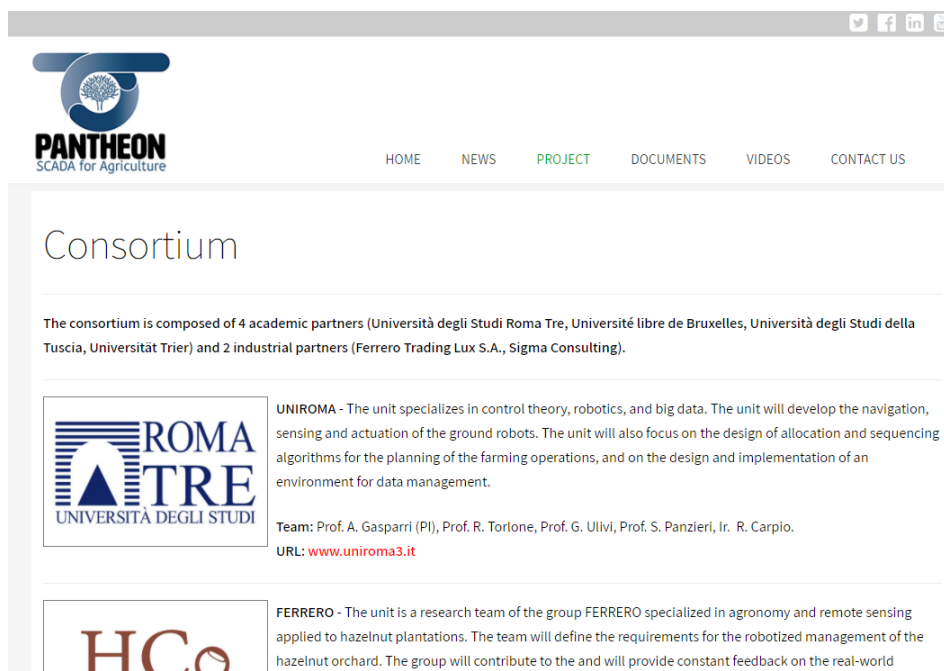 PANTHEON
SCADA for Agriculture
HOME NEWS PROJECT DOCUMENTS VIDEOS CONTACT US
Consortium
The consortium is composed of 4 academic partners (Università degli Studi Roma Tre, Université libre de Bruxelles, Università degli Studi della
Tuscia, Universität Trier) and 2 industrial partners (Ferrero Trading Lux S.A., Sigma Consulting).
ROMA
TRE
UNIVERSITÀ DEGLI STUDI
UNIROMA - The unit specializes in control theory, robotics, and big data. The unit will develop the navigation,
sensing and actuation of the ground robots. The unit will also focus on the design of allocation and sequencing
algorithms for the planning of the farming operations, and on the design and implementation of an
environment for data management.
Team: Prof. A. Gasparri (PI), Prof. R. Torlone, Prof. G. Ulivi, Prof. S. Panzieri, Ir. R. Carpio.
URL: www.uniroma3.it
HCo
FERRERO - The unit is a research team of the group FERRERO specialized in agronomy and remote sensing
applied to hazelnut plantations. The team will define the requirements for the robotized management of the
hazelnut orchard. The group will contribute to the and will provide constant feedback on the real-world